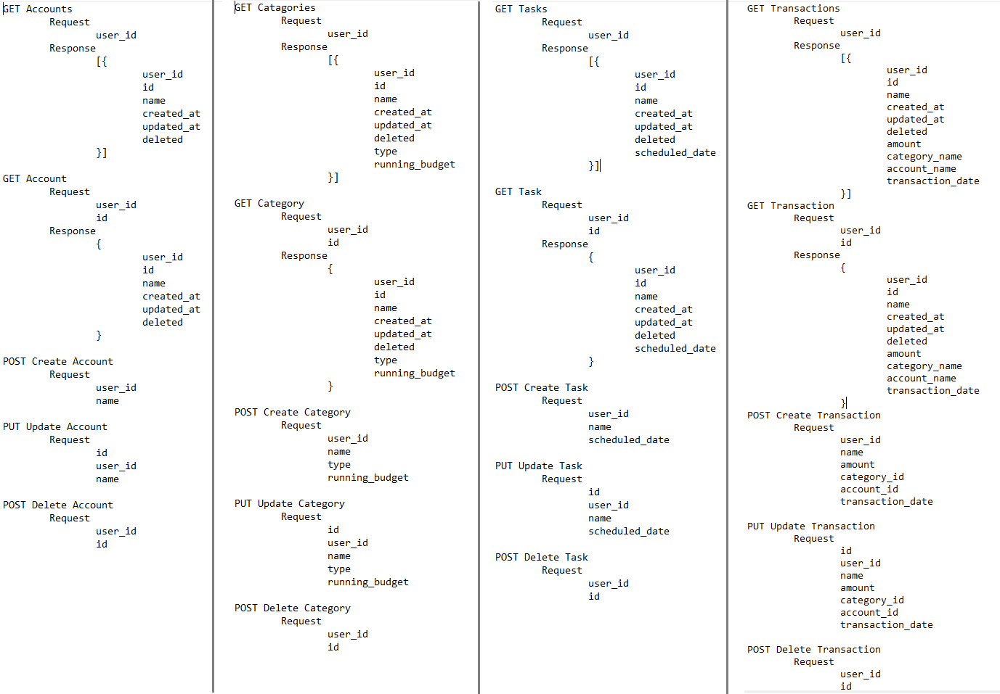 GET Accounts
Request
user_id
Response
[{
user_id
id
name
created_at
updated_at
deleted
}]
GET Account
Request
user_id
id
Response
{
user_id
id
name
created_at
updated_at
deleted
}
POST Create Account
Request
user_id
name
PUT Update Account
Request
id
user_id
name
POST Delete Account
Request
user_id
id
GET Catagories
Request
user_id
Response
[{
user_id
id
name
created_at
updated_at
deleted
type
running_budget
}]
GET Category
Request
user_id
id
Response
{
user_id
id
name
created_at
updated_at
deleted
type
running_budget
}
POST Create Category
Request
user_id
name
type
running_budget
PUT Update Category
Request
id
user_id
name
type
running_budget
POST Delete Category
Request
user_id
id
GET Tasks
Request
user_id
Response
[{
user_id
id
name
created_at
updated_at
deleted
scheduled_date
}]
GET Task
Request
user_id
id
Response
{
user_id
id
name
created_at
updated_at
deleted
scheduled_date
}
POST Create Task
Request
user_id
name
scheduled_date
PUT Update Task
Request
id
user_id
name
scheduled_date
POST Delete Task
Request
user_id
id
GET Transactions
Request
user_id
Response
[{
user_id
id
name
created_at
updated_at
deleted
amount
category_name
account_name
transaction_date
}]
GET Transaction
Request
user_id
id
Response
{
user_id
id
name
created_at
updated_at
deleted
amount
category_name
account_name
transaction_date
}
POST Create Transaction
Request
user_id
name
amount
category_id
account_id
transaction_date
PUT Update Transaction
Request
id
user_id
name
amount
category_id
account_id
transaction_date
POST Delete Transaction
Request
user_id
id